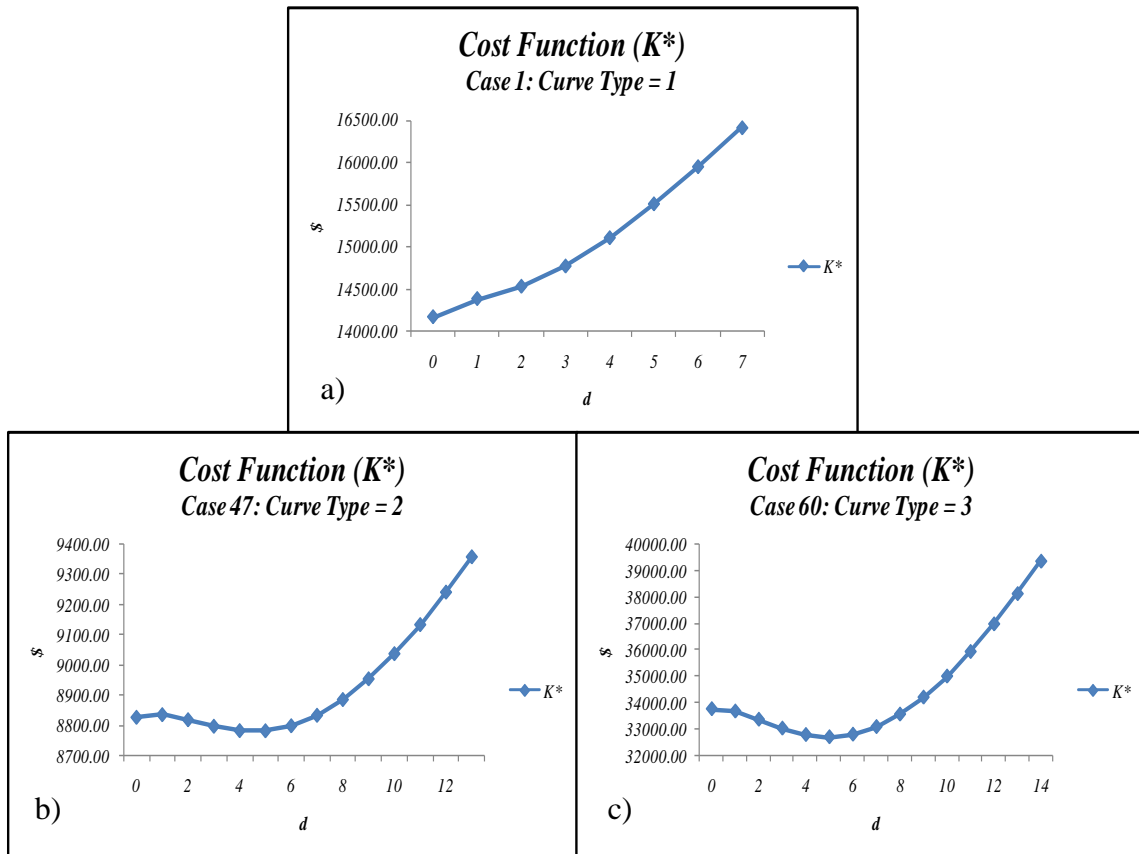 Cost Function (K*)
Case 1: Curve Type = 1
16500.00
16000.00
15500.00
15000.00
14500.00
14000.00
$
K*
0 1 2 3 4 5 6 7
d
a)
Cost Function (K*)
Case 47: Curve Type = 2
9400.00
9300.00
9200.00
9100.00
9000.00
8900.00
8800.00
8700.00
$
K*
0 2 4 6 8 10 12
d
b)
Cost Function (K*)
Case 60: Curve Type = 3
40000.00
39000.00
38000.00
37000.00
36000.00
35000.00
34000.00
33000.00
32000.00
$
K*
0 2 4 6 8 10 12 14
d
c)